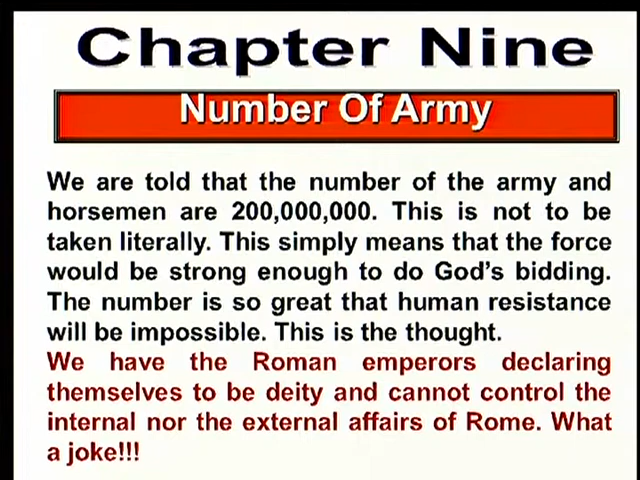 Chapter Nine
Number Of Army
We are told that the number of the army and
horsemen are 200,000,000. This is not to be
taken literally. This simply means that the force
would be strong enough to do God's bidding.
The number is so great that human resistance
will be impossible. This is the thought.
We have the Roman emperors declaring
themselves to be deity and cannot control the
internal nor the external affairs of Rome. What
a joke!!!